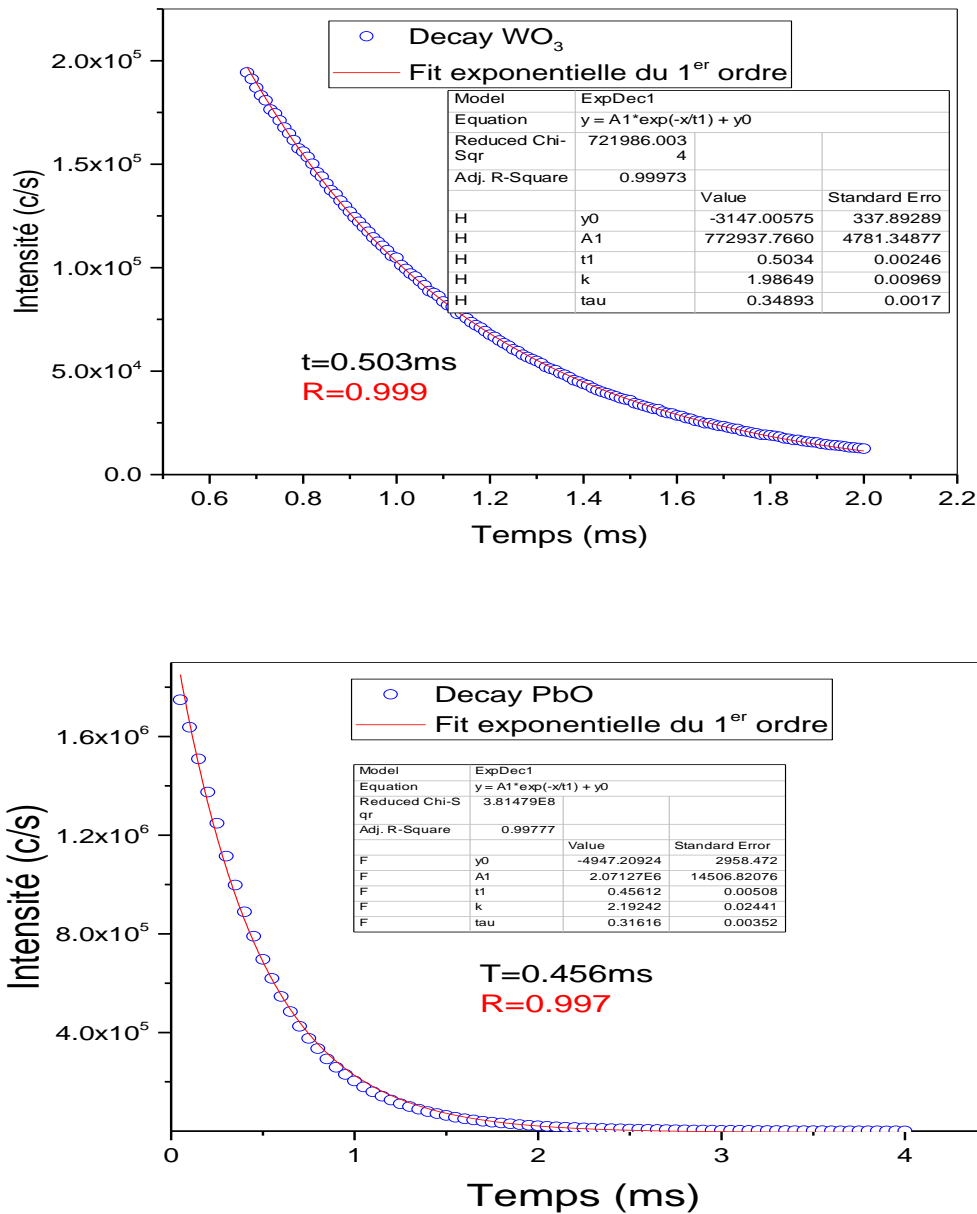 Decay WO3
Fit exponentielle du 1er ordre
Model ExpDec1
Equation y = A1*exp(-x/t1) + y0
Reduced Chi-Sqr 721986.0034
Adj. R-Square 0.99973
Value Standard Erro
H y0 -3147.00575 337.89289
H A1 772937.7660 4781.34877
H t1 0.5034 0.00246
H k 1.98649 0.00969
H tau 0.34893 0.0017
t=0.503ms
R=0.999
Intensité (c/s)
2.0x10^5
1.5x10^5
1.0x10^5
5.0x10^4
0.0
0.6 0.8 1.0 1.2 1.4 1.6 1.8 2.0 2.2
Temps (ms)
Decay PbO
Fit exponentielle du 1er ordre
Model ExpDec1
Equation y = A1*exp(-x/t1) + y0
Reduced Chi-Sqr 3.81479E8
Adj. R-Square 0.99777
Value Standard Error
F y0 -4947.20924 2958.472
F A1 2.07127E6 14506.82076
F t1 0.45612 0.00508
F k 2.19242 0.02441
F tau 0.31616 0.00352
T=0.456ms
R=0.997
Intensité (c/s)
1.6x10^6
1.2x10^6
8.0x10^5
4.0x10^5
0 1 2 3 4
Temps (ms)